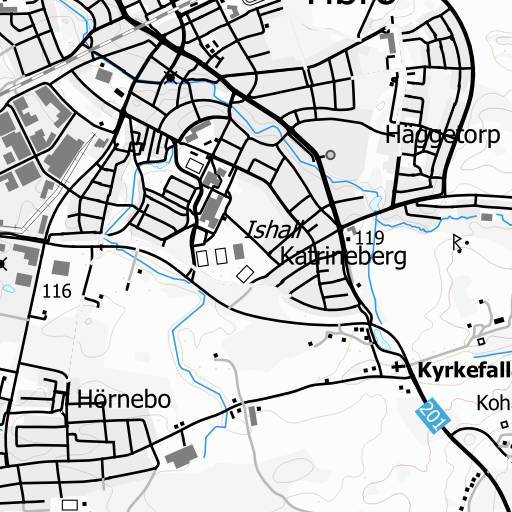 Häggetorp
Ishall
119
Katrineberg
116
Kyrkefall
Hörnebo
Koh
201